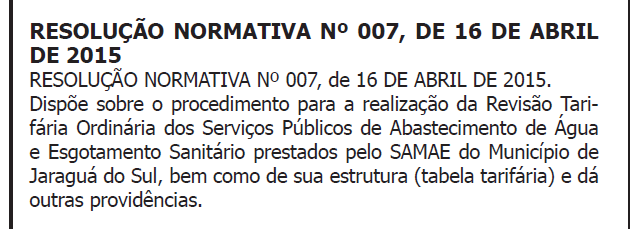 RESOLUÇÃO NORMATIVA Nº 007, DE 16 DE ABRIL
DE 2015
RESOLUÇÃO NORMATIVA Nº 007, de 16 DE ABRIL DE 2015.
Dispõe sobre o procedimento para a realização da Revisão Tari-
fária Ordinária dos Serviços Públicos de Abastecimento de Água
e Esgotamento Sanitário prestados pelo SAMAE do Município de
Jaraguá do Sul, bem como de sua estrutura (tabela tarifária) e dá
outras providências.